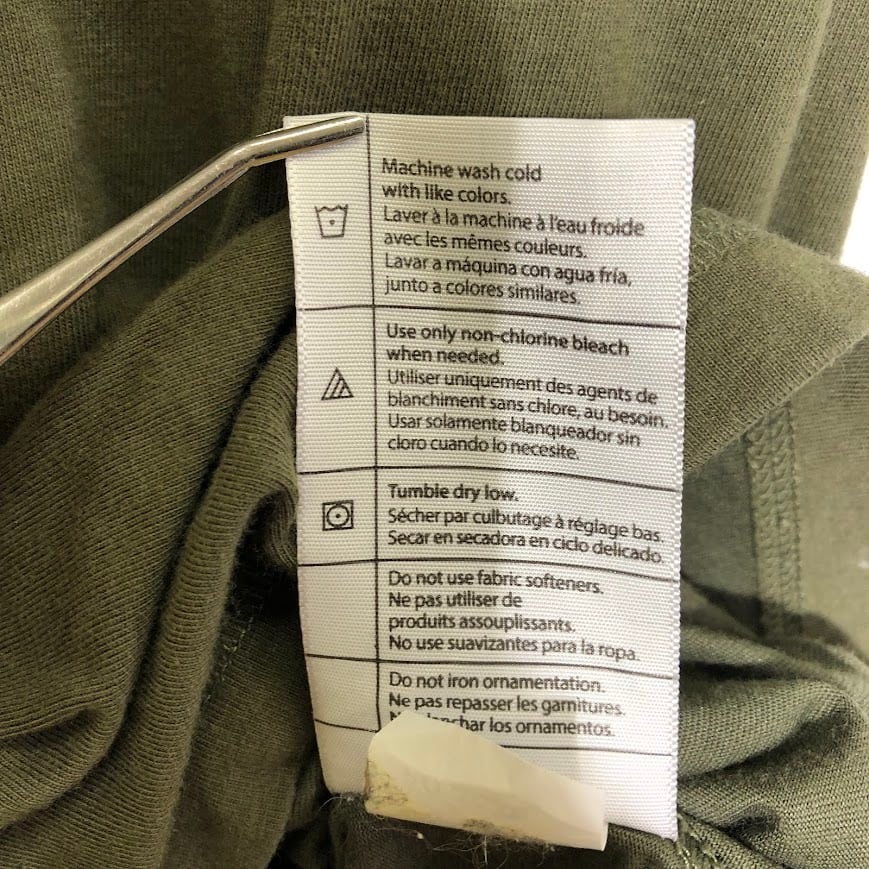 Machine wash cold
with like colors.
Laver à la machine à l'eau froide
avec les mêmes couleurs.
Lavar a máquina con agua fría,
junto a colores similares.
Use only non-chlorine bleach
when needed.
Utiliser uniquement des agents de
blanchiment sans chlore, au besoin.
Usar solamente blanqueador sin
cloro cuando lo necesite.
Tumble dry low.
Sécher par culbutage à réglage bas.
Secar en secadora en ciclo delicado.
Do not use fabric softeners.
Ne pas utiliser de
produits assouplissants.
No use suavizantes para la ropa.
Do not iron ornamentation.
Ne pas repasser les garnitures.
los ornamentos.